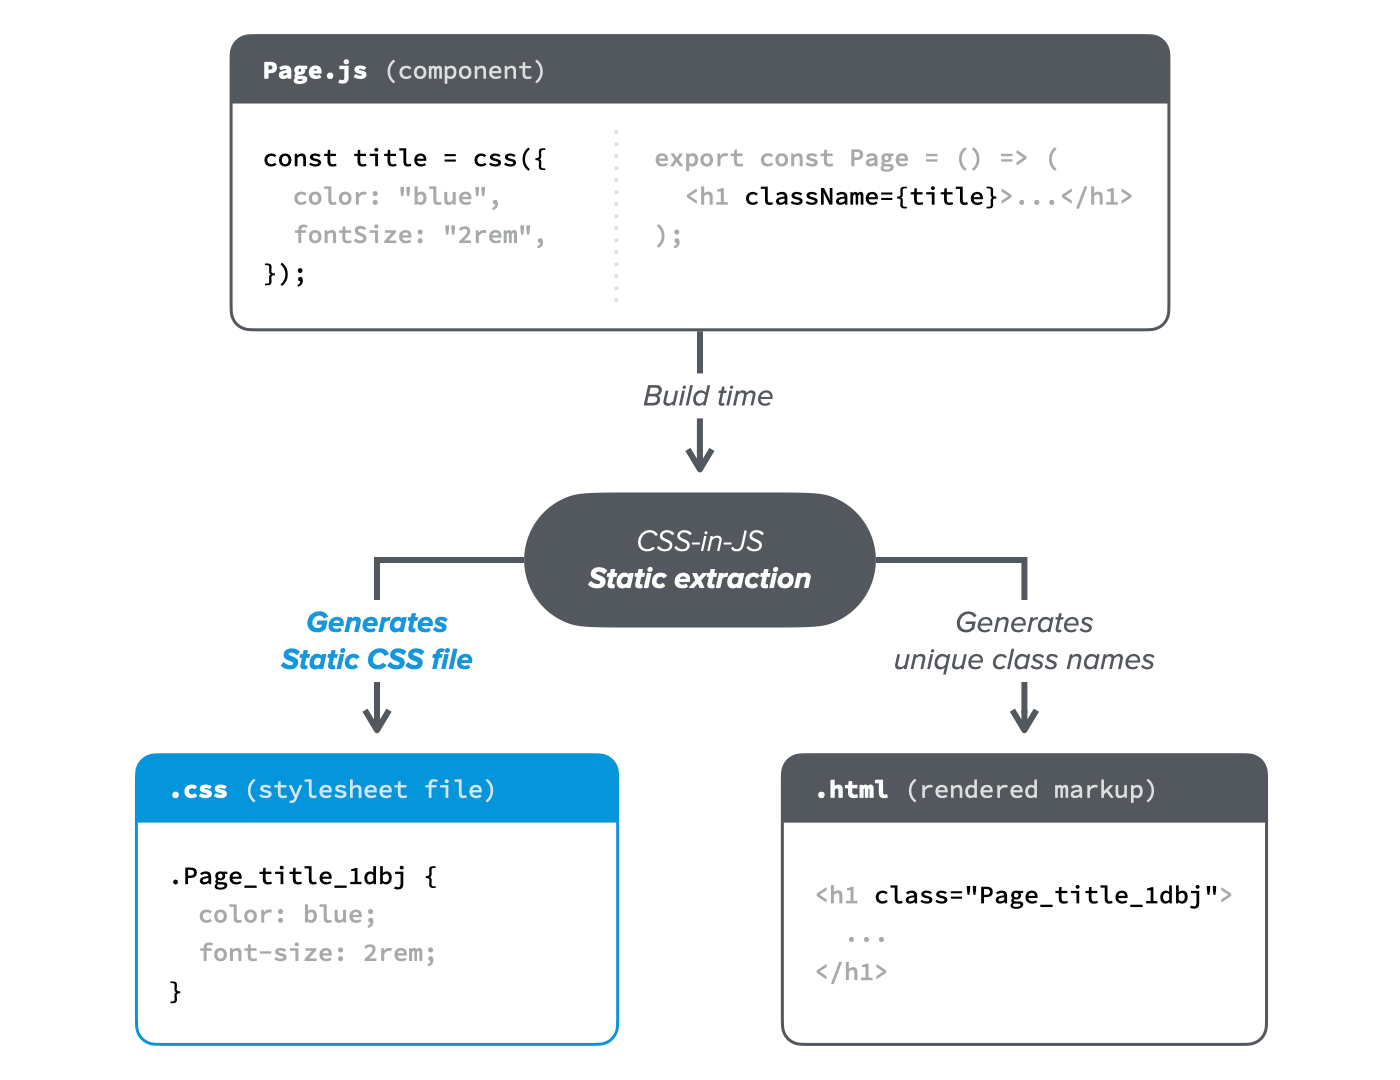 Page.js (component)
const title = css({
  color: "blue",
  fontSize: "2rem",
});
export const Page = () => (
  <h1 className={title}>...</h1>
);
Build time
CSS-in-JS
Static extraction
Generates
Static CSS file
Generates
unique class names
.css (stylesheet file)
.Page_title_1dbj {
  color: blue;
  font-size: 2rem;
}
.html (rendered markup)
<h1 class="Page_title_1dbj">
  ...
</h1>